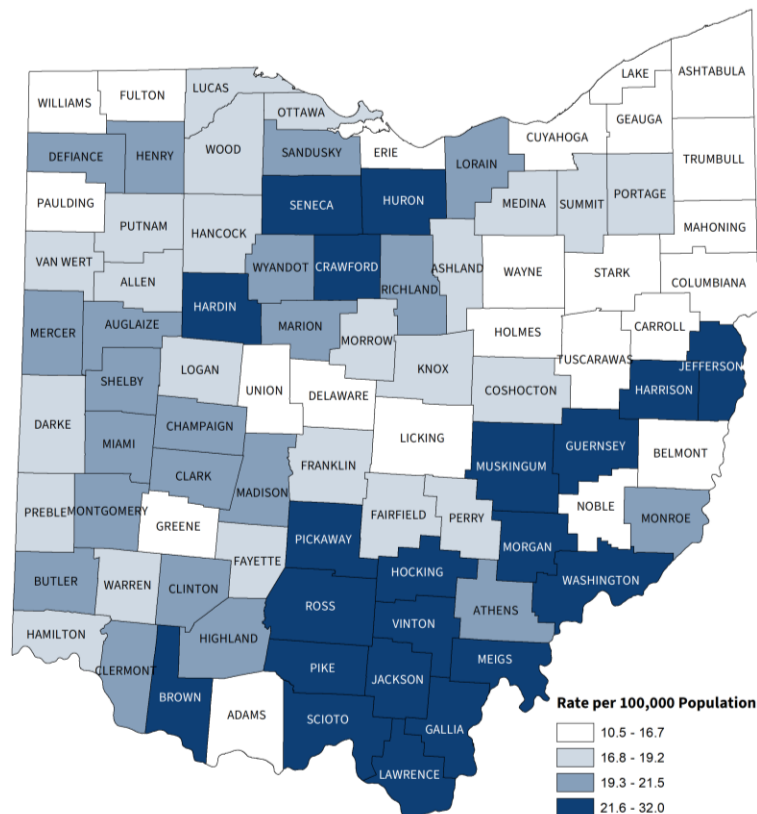 LAKE
ASHTABULA
WILLIAMS
FULTON
LUCAS
OTTAWA
GEAUGA
CUYAHOGA
DEFIANCE
HENRY
WOOD
SANDUSKY
ERIE
LORAIN
TRUMBULL
PAULDING
SENECA
HURON
MEDINA
SUMMIT
PORTAGE
PUTNAM
HANCOCK
MAHONING
VAN WERT
ALLEN
WYANDOT
CRAWFORD
RICHLAND
ASHLAND
WAYNE
STARK
COLUMBIANA
HARDIN
MERCER
AUGLAIZE
MARION
MORROW
HOLMES
CARROLL
TUSCARAWAS
JEFFERSON
LOGAN
KNOX
SHELBY
UNION
DELAWARE
COSHOCTON
HARRISON
DARKE
CHAMPAIGN
MIAMI
LICKING
GUERNSEY
BELMONT
CLARK
FRANKLIN
MUSKINGUM
MADISON
PREBLE
MONTGOMERY
GREENE
FAIRFIELD
PERRY
NOBLE
MONROE
PICKAWAY
MORGAN
FAYETTE
HOCKING
WASHINGTON
BUTLER
WARREN
CLINTON
ROSS
ATHENS
VINTON
HAMILTON
HIGHLAND
MEIGS
CLERMONT
PIKE
JACKSON
BROWN
ADAMS
SCIOTO
GALLIA
LAWRENCE
Rate per 100,000 Population
10.5 - 16.7
16.8 - 19.2
19.3 - 21.5
21.6 - 32.0